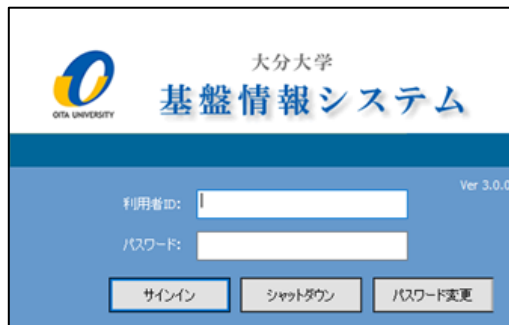 大分大学
基盤情報システム
OITA UNIVERSITY
Ver 3.0.0
利用者ID:
パスワード:
サインイン
シャットダウン
パスワード変更